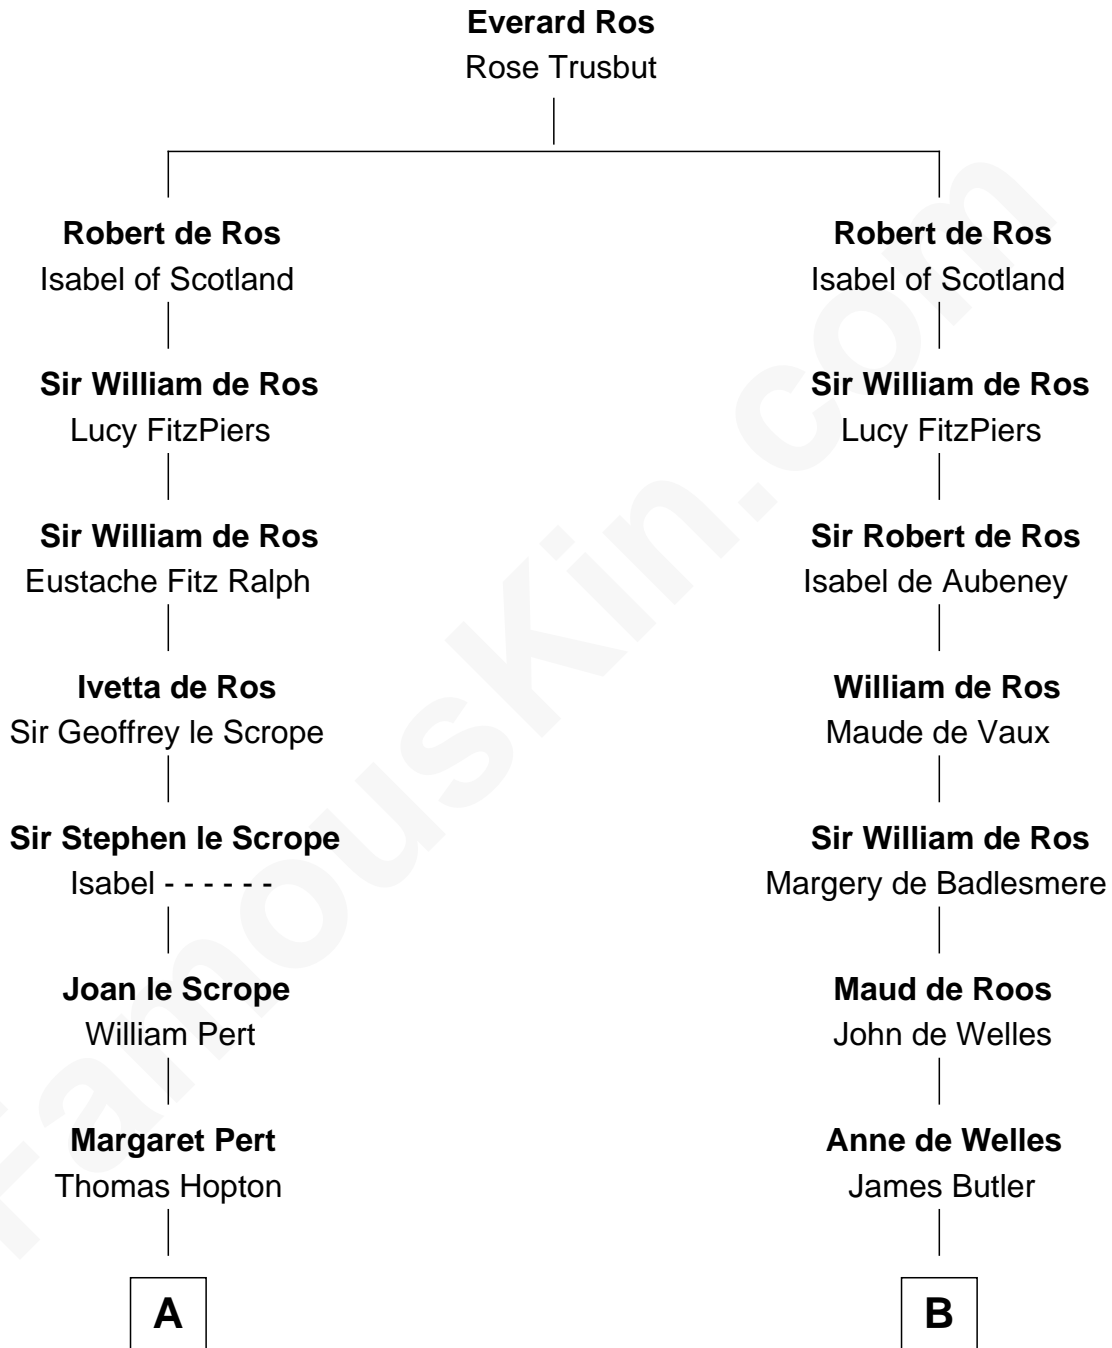 Everard Ros
Rose Trusbut
Robert de Ros
Isabel of Scotland
Sir William de Ros
Lucy FitzPiers
Sir William de Ros
Eustache Fitz Ralph
Ivetta de Ros
Sir Geoffrey le Scrope
Sir Stephen le Scrope
Isabel - - - - - -
Joan le Scrope
William Pert
Margaret Pert
Thomas Hopton
A
Robert de Ros
Isabel of Scotland
Sir William de Ros
Lucy FitzPiers
Sir Robert de Ros
Isabel de Aubeney
William de Ros
Maude de Vaux
Sir William de Ros
Margery de Badlesmere
Maud de Roos
John de Welles
Anne de Welles
James Butler
B
FamousKin.com